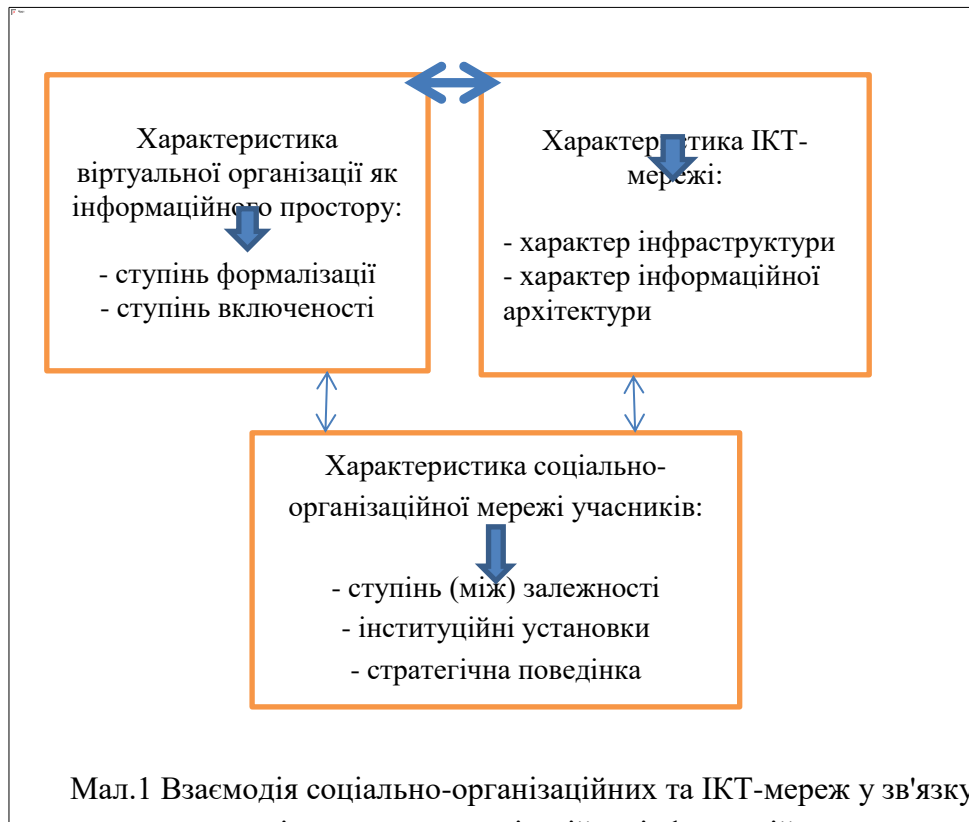 Характеристика
віртуальної організації як
інформаційного простору:
- ступінь формалізації
- ступінь включеності
Характеристика ІКТ-
мережі:
- характер інфраструктури
- характер інформаційної
архітектури
Характеристика соціально-
організаційної мережі учасників:
- ступінь (між) залежності
- інституційні установки
- стратегічна поведінка
Мал.1 Взаємодія соціально-організаційних та ІКТ-мереж у зв'язку